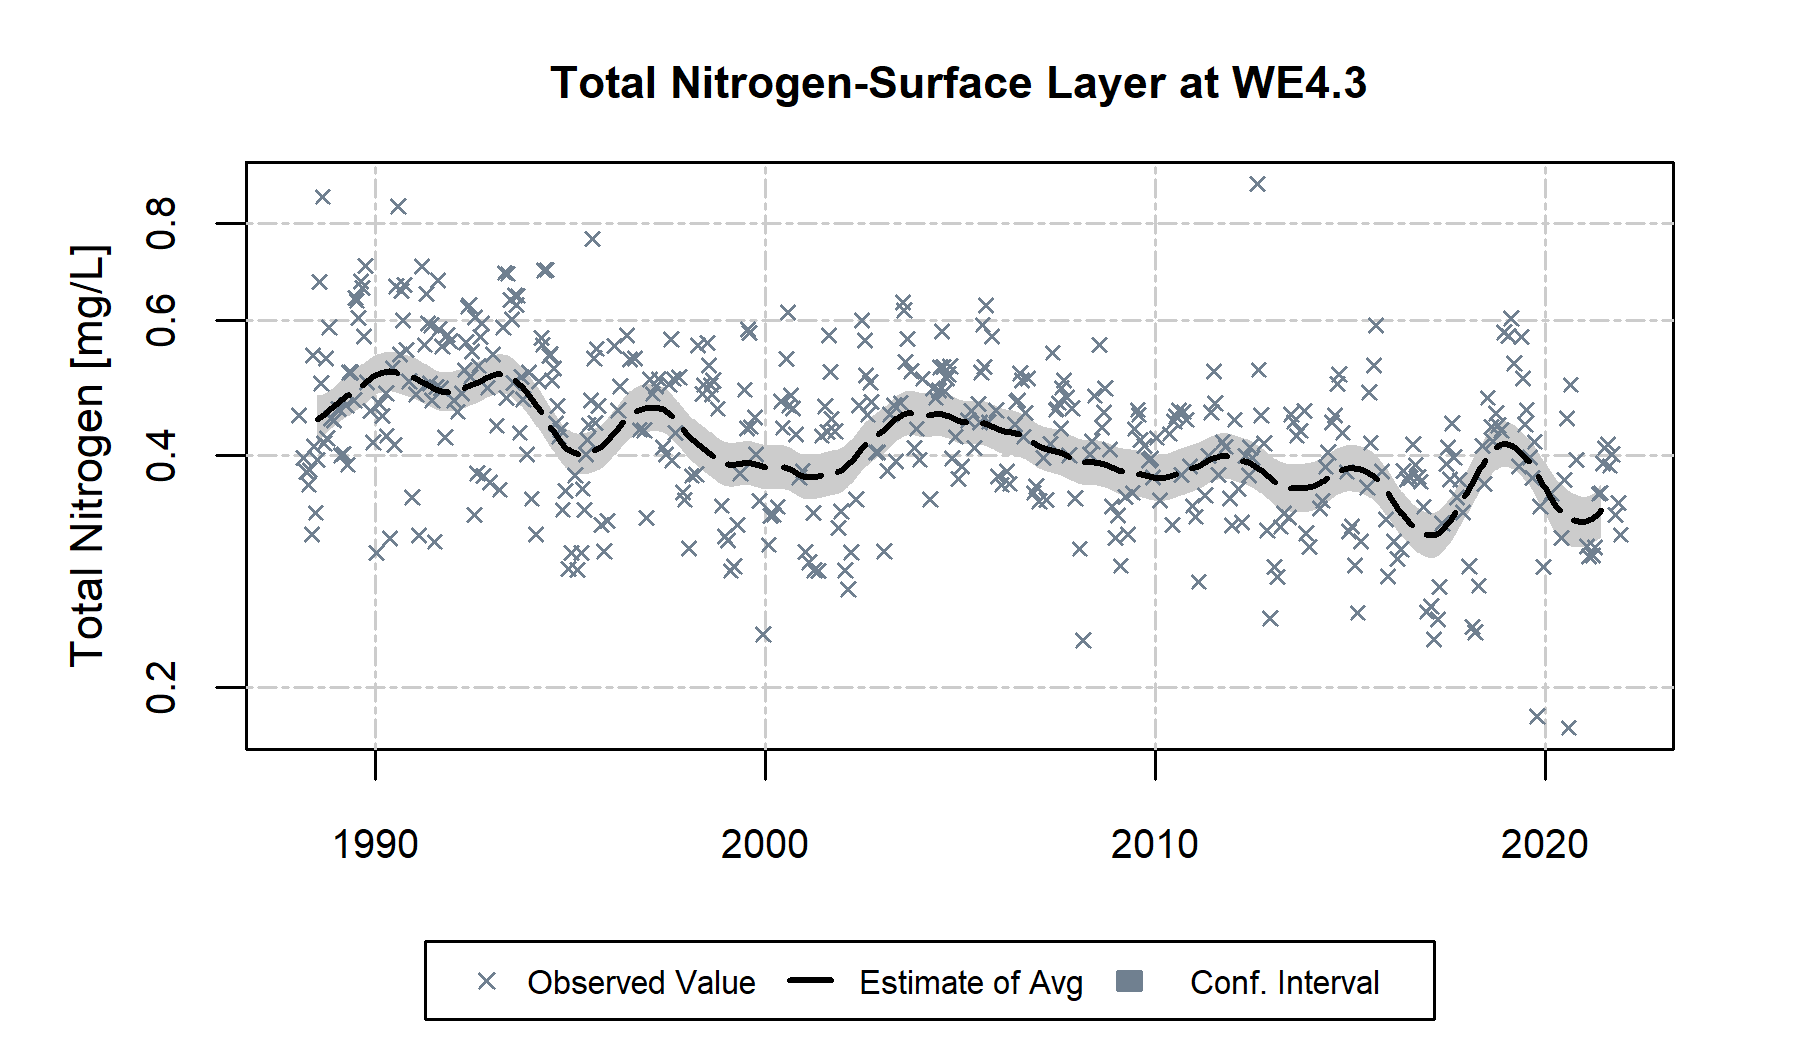 Total Nitrogen-Surface Layer at WE4.3
Total Nitrogen [mg/L]
0.8
0.6
0.4
0.2
1990 2000 2010 2020
Observed Value Estimate of Avg Conf. Interval